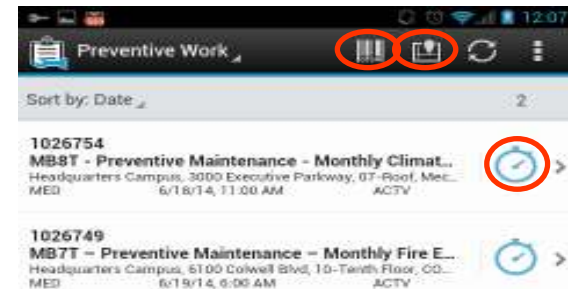 12:07
Preventive Work
Sort by: Date 2
1026754
MB8T - Preventive Maintenance - Monthly Climat...
Headquarters Campus, 3000 Executive Parkway, 07-Roof, Mec...
MED 6/18/14, 11:00 AM ACTV
1026749
MB7T – Preventive Maintenance – Monthly Fire E...
Headquarters Campus, 6100 Colwell Blvd, 10-Tenth Floor, CO...
MED 6/19/14, 6:00 AM ACTV